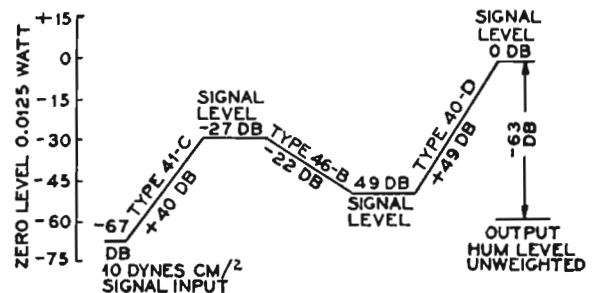 ZERO LEVEL 0.0125 WATT
+15
0
-15
-30
-45
-60
-75
-67
DB
10 DYNES CM/²
SIGNAL INPUT
TYPE 41-C
+40 DB
SIGNAL
LEVEL
-27 DB
TYPE 46-B
-22 DB
49 DB
SIGNAL
LEVEL
TYPE 40-D
+49 DB
SIGNAL
LEVEL
0 DB
-63
DB
OUTPUT
HUM LEVEL
UNWEIGHTED